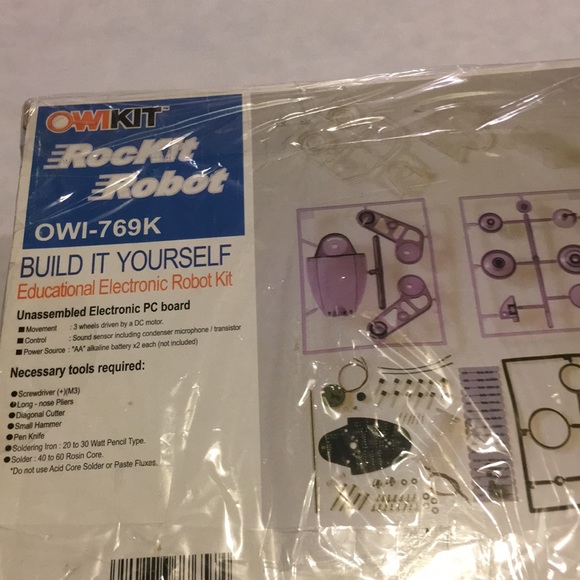 OWIKIT™
RocKit
Robot
OWI-769K
BUILD IT YOURSELF
Educational Electronic Robot Kit
Unassembled Electronic PC board
■ Movement : 3 wheels driven by a DC motor.
■ Control : Sound sensor including condenser microphone / transistor
■ Power Source : "AA" alkaline battery x2 each (not included)
Necessary tools required:
● Screwdriver (+)(M3)
● Long - nose Pliers
● Diagonal Cutter
● Small Hammer
● Pen Knife
● Soldering Iron : 20 to 30 Watt Pencil Type.
● Solder : 40 to 60 Rosin Core.
*Do not use Acid Core Solder or Paste Fluxes.